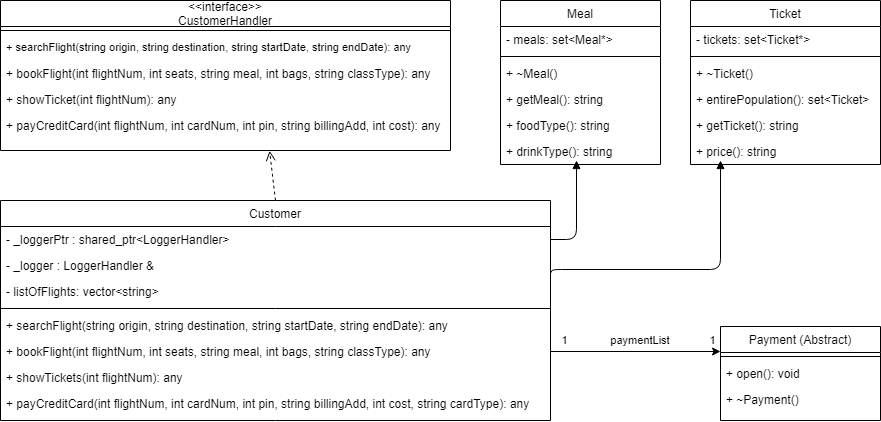 <<interface>>
CustomerHandler
+ searchFlight(string origin, string destination, string startDate, string endDate): any
+ bookFlight(int flightNum, int seats, string meal, int bags, string classType): any
+ showTicket(int flightNum): any
+ payCreditCard(int flightNum, int cardNum, int pin, string billingAdd, int cost): any
Meal
- meals: set<Meal*>
+ ~Meal()
+ getMeal(): string
+ foodType(): string
+ drinkType(): string
Ticket
- tickets: set<Ticket*>
+ ~Ticket()
+ entirePopulation(): set<Ticket>
+ getTicket(): string
+ price(): string
Customer
- _loggerPtr : shared_ptr<LoggerHandler>
- _logger : LoggerHandler &
- listOfFlights: vector<string>
+ searchFlight(string origin, string destination, string startDate, string endDate): any
+ bookFlight(int flightNum, int seats, string meal, int bags, string classType): any
+ showTickets(int flightNum): any
+ payCreditCard(int flightNum, int cardNum, int pin, string billingAdd, int cost, string cardType): any
1 paymentList 1
Payment (Abstract)
+ open(): void
+ ~Payment()